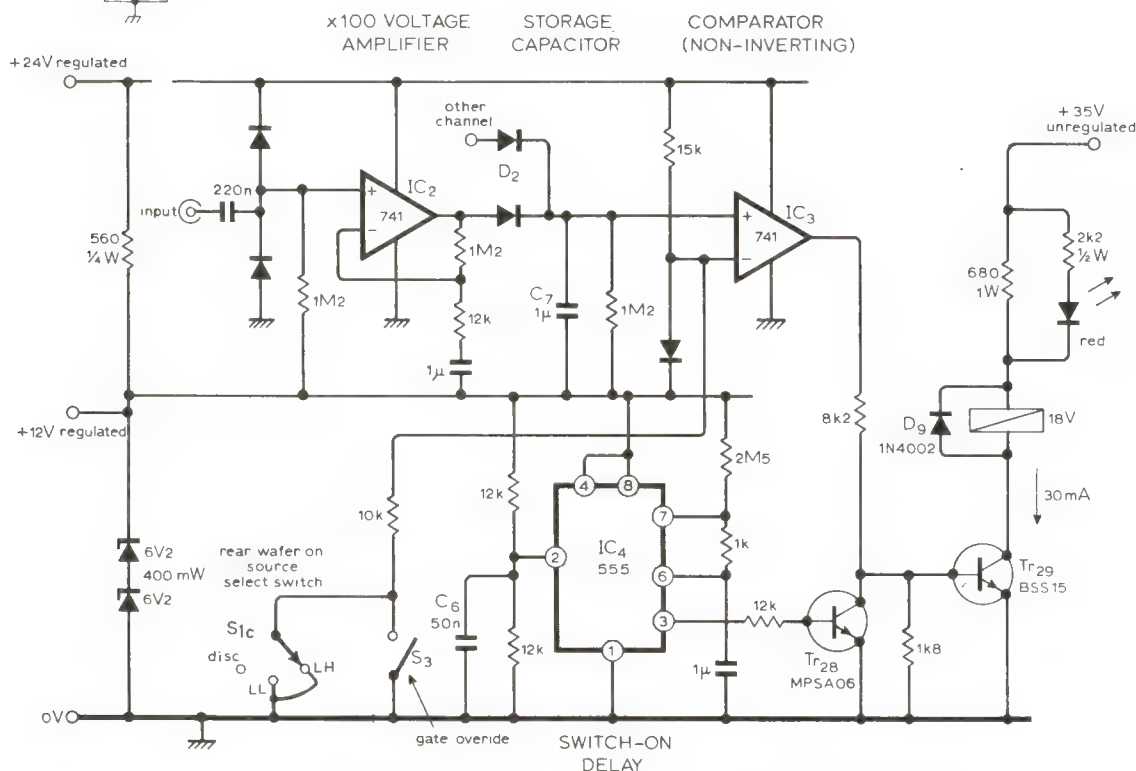 x100 VOLTAGE
AMPLIFIER
STORAGE
CAPACITOR
COMPARATOR
(NON-INVERTING)
+24V regulated
other
channel
D2
+35V
unregulated
15k
220n
input
+
−
IC2
741
+
−
IC3
741
560
¼W
1M2
1M2
12k
1µ
C7
1µ
1M2
680
1W
2k2
½W
red
+12V regulated
8k2
D9
1N4002
18V
30mA
10k
12k
2M5
4
8
7
1k
2
IC4
555
6
3
1
6V2
400mW
6V2
rear wafer on
source
select switch
S1c
disc
LH
LL
S3
C6
50n
12k
12k
1µ
Tr28
MPSA06
1k8
Tr29
BSS15
0V
gate overide
SWITCH-ON
DELAY